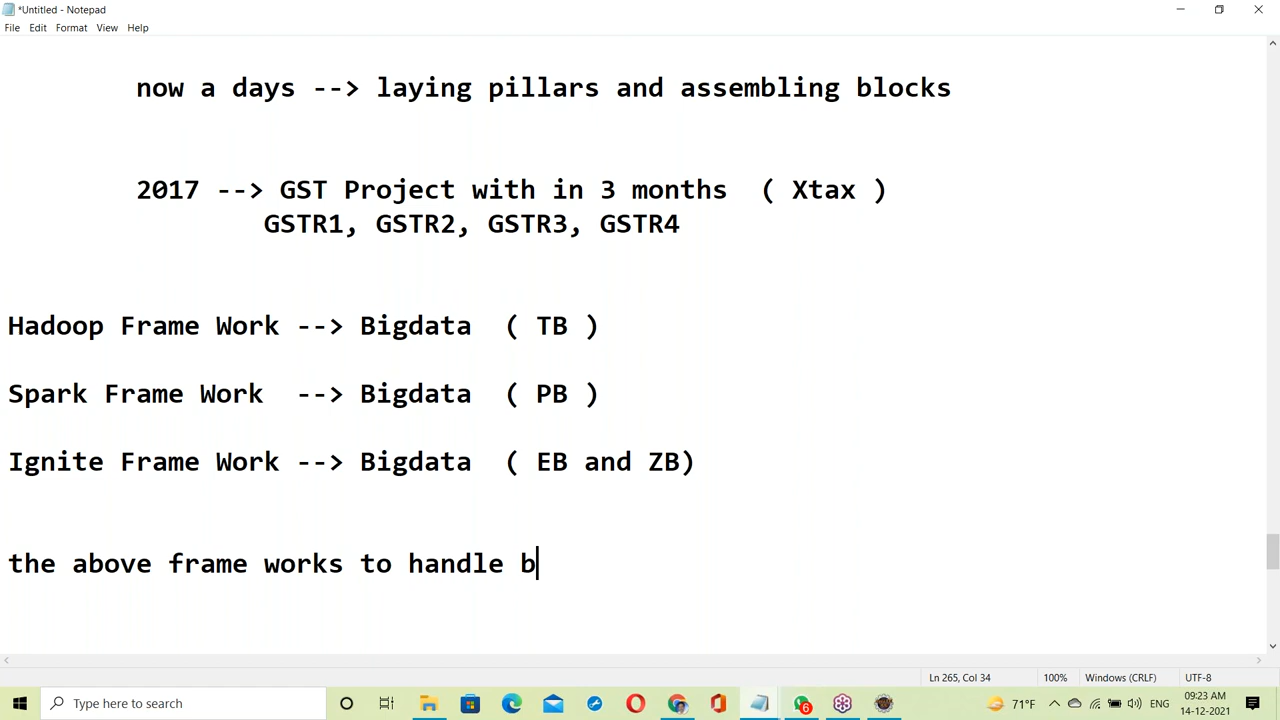 *Untitled - Notepad
File Edit Format View Help
now a days --> laying pillars and assembling blocks
2017 --> GST Project with in 3 months ( Xtax )
GSTR1, GSTR2, GSTR3, GSTR4
Hadoop Frame Work --> Bigdata ( TB )
Spark Frame Work --> Bigdata ( PB )
Ignite Frame Work --> Bigdata ( EB and ZB)
the above frame works to handle b
Ln 265, Col 34 100% Windows (CRLF) UTF-8
Type here to search 6 71°F ENG 09:23 AM
14-12-2021